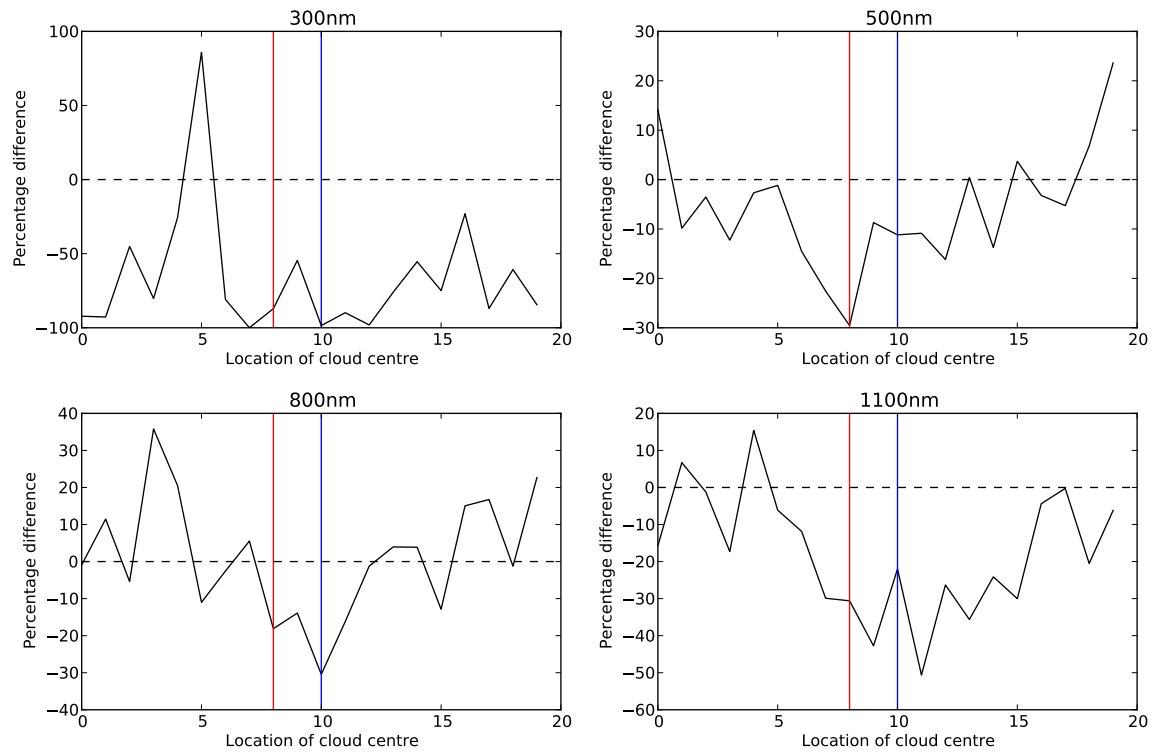 300nm
Percentage difference
100
50
0
−50
−100
0 5 10 15 20
Location of cloud centre
500nm
Percentage difference
30
20
10
0
−10
−20
−30
0 5 10 15 20
Location of cloud centre
800nm
Percentage difference
40
30
20
10
0
−10
−20
−30
−40
0 5 10 15 20
Location of cloud centre
1100nm
Percentage difference
20
10
0
−10
−20
−30
−40
−50
−60
0 5 10 15 20
Location of cloud centre